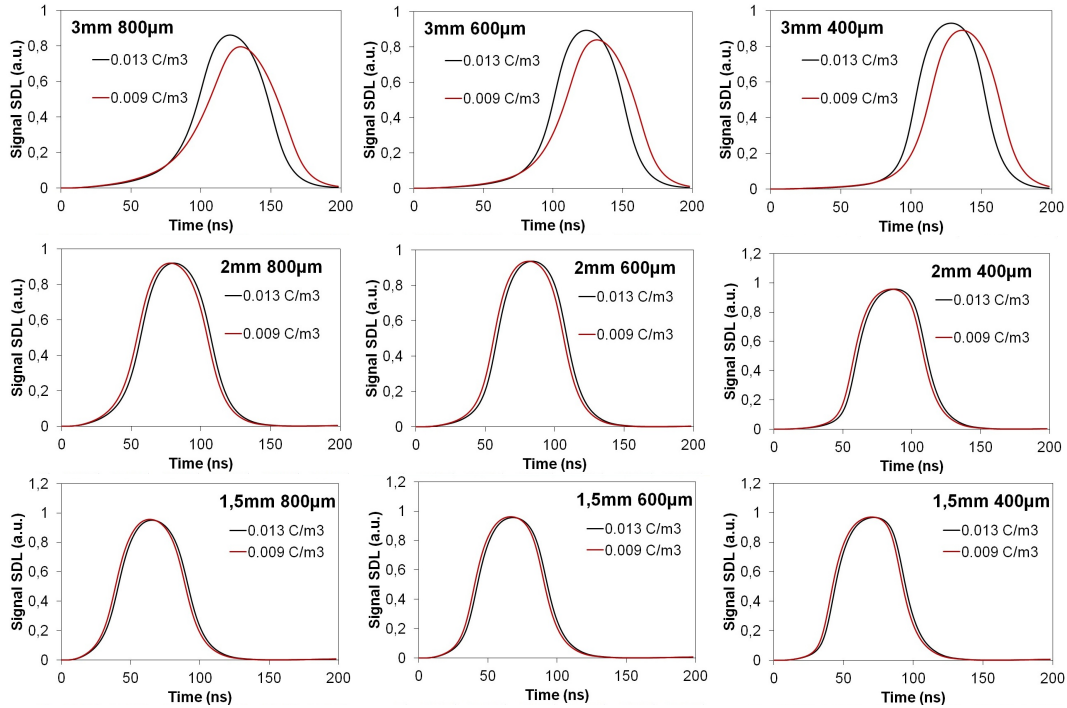 3mm 800µm
0.013 C/m3
0.009 C/m3
Signal SDL (a.u.)
1
0,8
0,6
0,4
0,2
0
0 50 100 150 200
Time (ns)
3mm 600µm
0.013 C/m3
0.009 C/m3
Signal SDL (a.u.)
1
0,8
0,6
0,4
0,2
0
0 50 100 150 200
Time (ns)
3mm 400µm
0.013 C/m3
0.009 C/m3
Signal SDL (a.u.)
1
0,8
0,6
0,4
0,2
0
0 50 100 150 200
Time (ns)
2mm 800µm
0.013 C/m3
0.009 C/m3
Signal SDL (a.u.)
1
0,8
0,6
0,4
0,2
0
0 50 100 150 200
Time (ns)
2mm 600µm
0.013 C/m3
0.009 C/m3
Signal SDL (a.u.)
1
0,8
0,6
0,4
0,2
0
0 50 100 150 200
Time (ns)
2mm 400µm
0.013 C/m3
0.009 C/m3
Signal SDL (a.u.)
1,2
1
0,8
0,6
0,4
0,2
0
0 50 100 150 200
Time (ns)
1,5mm 800µm
0.013 C/m3
0.009 C/m3
Signal SDL (a.u.)
1,2
1
0,8
0,6
0,4
0,2
0
0 50 100 150 200
Time (ns)
1,5mm 600µm
0.013 C/m3
0.009 C/m3
Signal SDL (a.u.)
1,2
1
0,8
0,6
0,4
0,2
0
0 50 100 150 200
Time (ns)
1,5mm 400µm
0.013 C/m3
0.009 C/m3
Signal SDL (a.u.)
1,2
1
0,8
0,6
0,4
0,2
0
0 50 100 150 200
Time (ns)